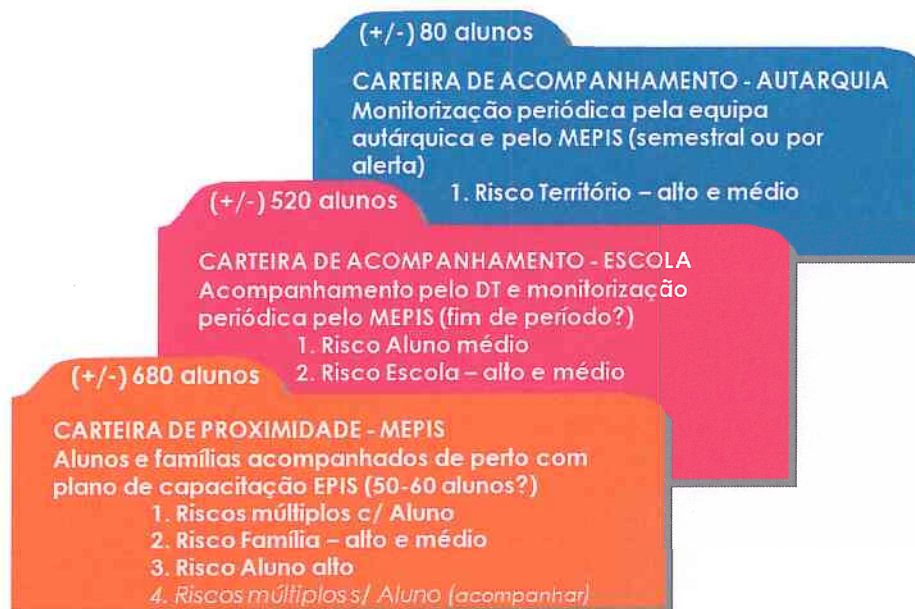 (+/-) 80 alunos
CARTEIRA DE ACOMPANHAMENTO - AUTARQUIA
Monitorização periódica pela equipa
autárquica e pelo MEPIS (semestral ou por
alerta)
1. Risco Território – alto e médio
(+/-) 520 alunos
CARTEIRA DE ACOMPANHAMENTO - ESCOLA
Acompanhamento pelo DT e monitorização
periódica pelo MEPIS (fim de período?)
1. Risco Aluno médio
2. Risco Escola – alto e médio
(+/-) 680 alunos
CARTEIRA DE PROXIMIDADE - MEPIS
Alunos e famílias acompanhados de perto com
plano de capacitação EPIS (50-60 alunos?)
1. Riscos múltiplos c/ Aluno
2. Risco Família – alto e médio
3. Risco Aluno alto
4. Riscos múltiplos s/ Aluno (acompanhar)